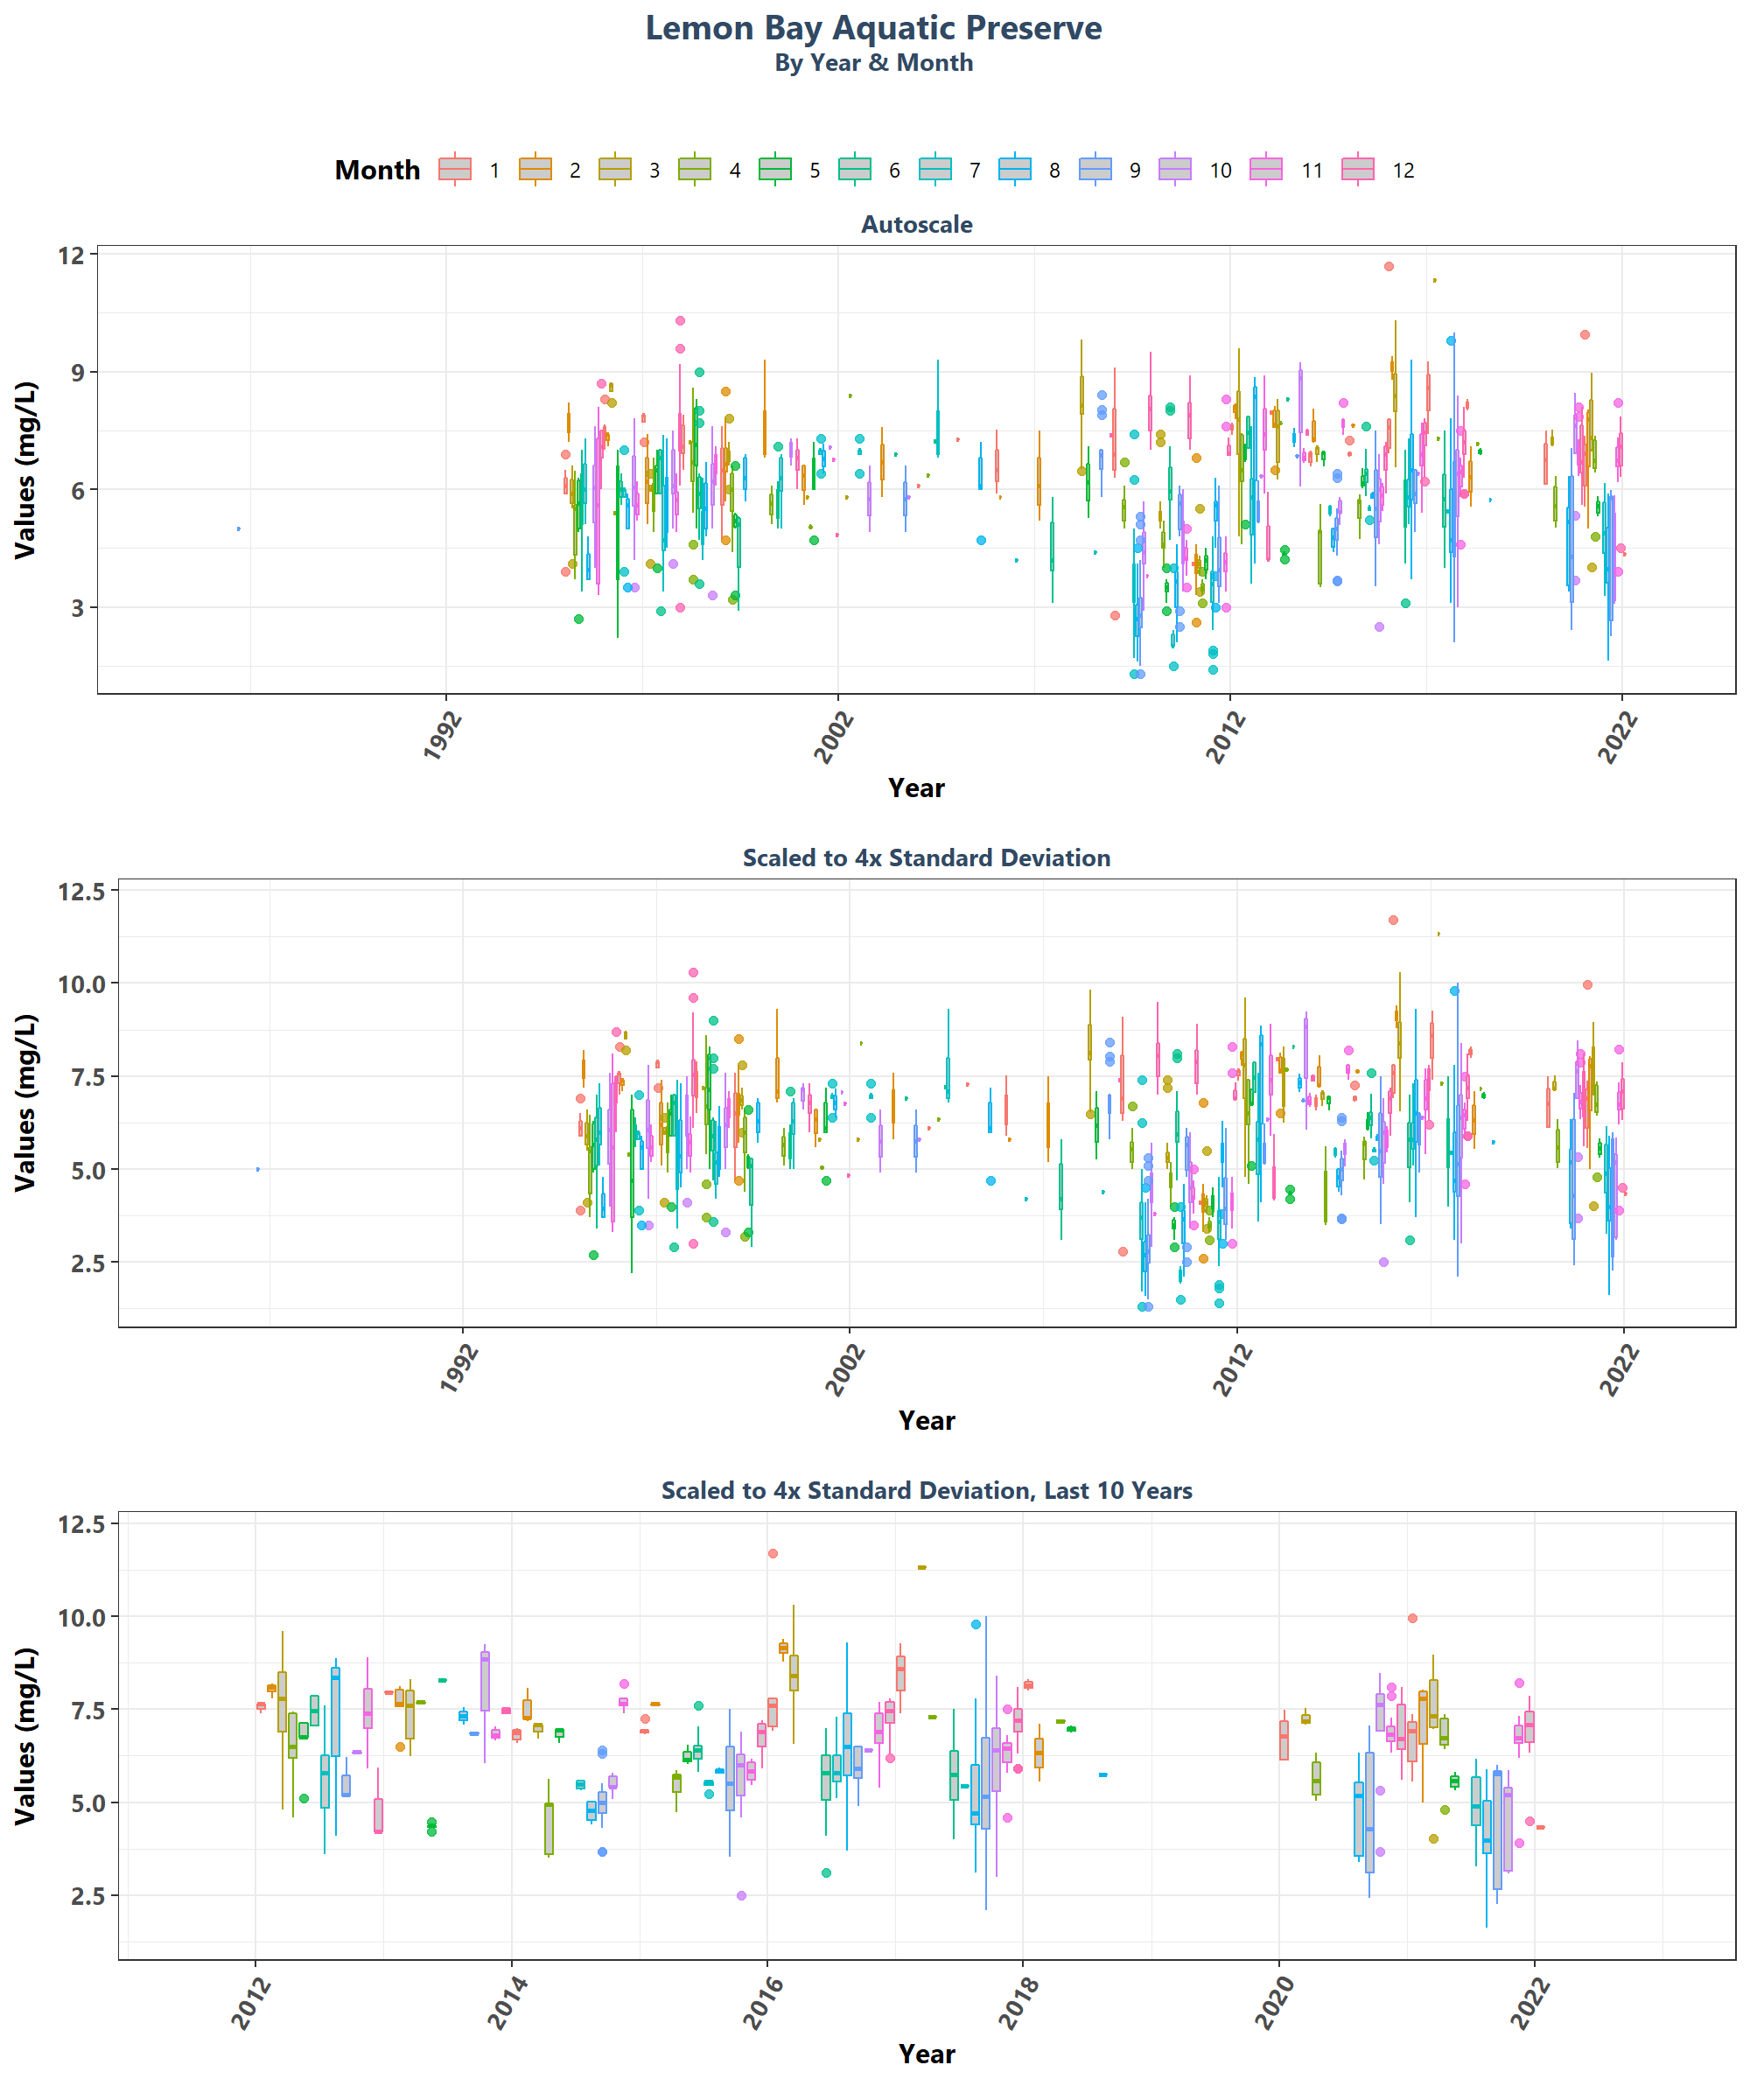 Lemon Bay Aquatic Preserve
By Year & Month
Month 1 2 3 4 5 6 7 8 9 10 11 12
Autoscale
Values (mg/L)
12
9
6
3
1992 2002 2012 2022
Year
Scaled to 4x Standard Deviation
Values (mg/L)
12.5
10.0
7.5
5.0
2.5
1992 2002 2012 2022
Year
Scaled to 4x Standard Deviation, Last 10 Years
Values (mg/L)
12.5
10.0
7.5
5.0
2.5
2012 2014 2016 2018 2020 2022
Year